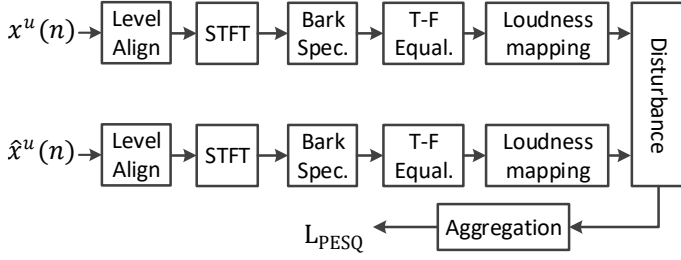 x^u(n)
Level
Align
STFT
Bark
Spec.
T-F
Equal.
Loudness
mapping
Disturbance
x̂^u(n)
Level
Align
STFT
Bark
Spec.
T-F
Equal.
Loudness
mapping
L_PESQ
Aggregation